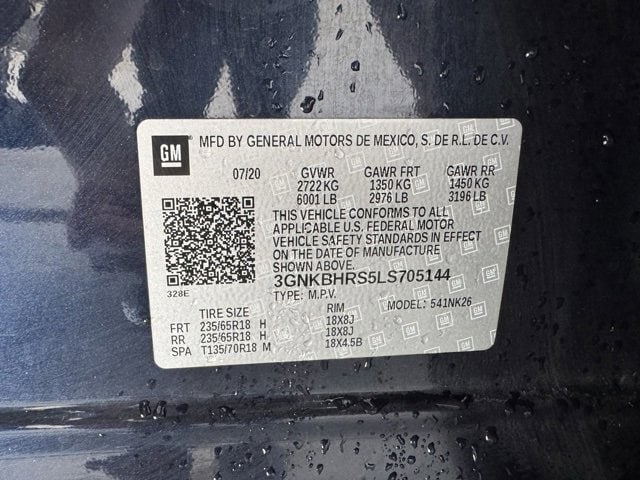 GM MFD BY GENERAL MOTORS DE MEXICO, S. DE R.L. DE C.V.
07/20 GVWR GAWR FRT GAWR RR
2722 KG 1350 KG 1450 KG
6001 LB 2976 LB 3196 LB
THIS VEHICLE CONFORMS TO ALL
APPLICABLE U.S. FEDERAL MOTOR
VEHICLE SAFETY STANDARDS IN EFFECT
ON THE DATE OF MANUFACTURE
SHOWN ABOVE.
3GNKBHRS5LS705144
328E TYPE: M.P.V. MODEL: 541NK26
TIRE SIZE RIM
FRT 235/65R18 H 18X8J
RR 235/65R18 H 18X8J
SPA T135/70R18 M 18X4.5B